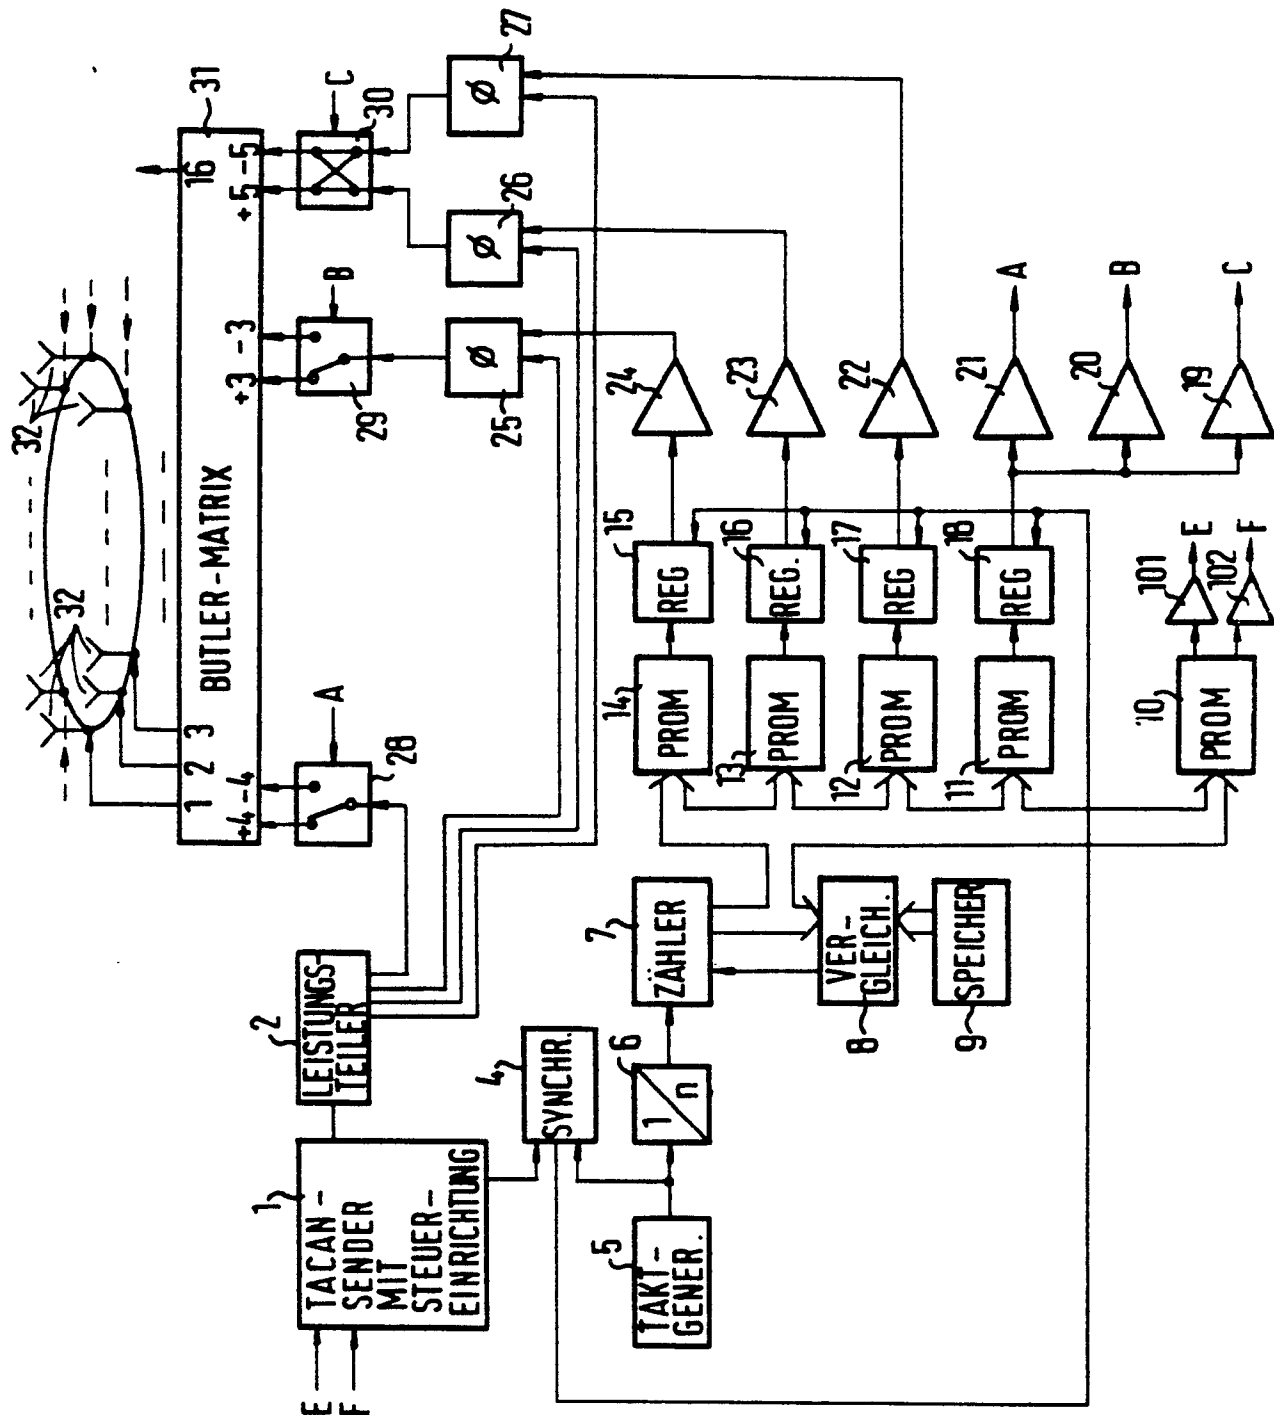 E
F
1
TACAN-
SENDER
MIT
STEUER-
EINRICHTUNG
2
LEISTUNGS-
TEILER
4
SYNCHR.
5
TAKT-
GENER.
6
1
n
7
ZÄHLER
8
VER-
GLEICH.
9
SPEICHER
A
28
+4
-4
1
2
3
BUTLER-MATRIX
+3
-3
+5
-5
16
31
32
32
B
29
C
30
25
Ø
26
Ø
27
Ø
14
PROM
13
PROM
12
PROM
11
PROM
10
PROM
15
REG
16
REG.
17
REG
18
REG
24
23
22
21
A
20
B
19
C
101
E
102
F